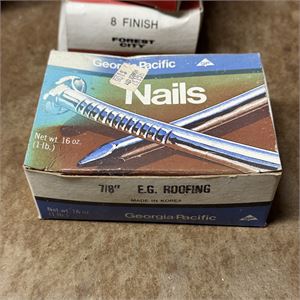 8 FINISH
FOREST
CITY
Georgia Pacific
Nails
Net wt. 16 oz.
(1-lb.)
7/8" E.G. ROOFING
MADE IN KOREA
Net wt. 16 oz.
(1 lb.)
Georgia-Pacific